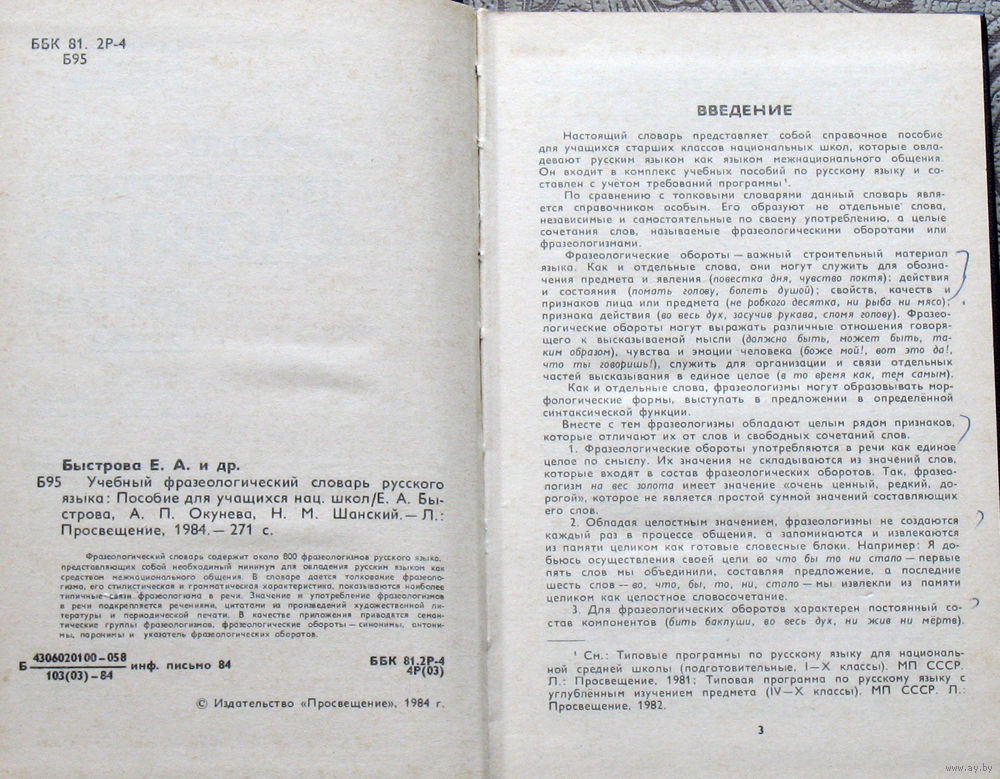 ББК 81. 2Р-4
Б95
Быстрова Е. А. и др.
Б95 Учебный фразеологический словарь русского
языка: Пособие для учащихся нац. школ/Е. А. Бы-
строва, А. П. Окунева, Н. М. Шанский.— Л.:
Просвещение, 1984.— 271 с.
Фразеологический словарь содержит около 800 фразеологизмов русского языка,
представляющих собой необходимый минимум для овладения русским языком как
средством межнационального общения. В словаре дается толкование фразеоло-
гизма, его стилистическая и грамматическая характеристика, показываются наиболее
типичные связи фразеологизма в речи. Значение и употребление фразеологизмов
в речи подкрепляется речениями, цитатами из произведений художественной ли-
тературы и периодической печати. В качестве приложения приводятся семан-
тические группы фразеологизмов, фразеологические обороты — синонимы, антони-
мы, паронимы и указатель фразеологических оборотов.
Б 4306020100-058 инф. письмо 84
103(03)-84
ББК 81.2Р-4
4Р(03)
© Издательство «Просвещение», 1984 г.
ВВЕДЕНИЕ
Настоящий словарь представляет собой справочное пособие
для учащихся старших классов национальных школ, которые овла-
девают русским языком как языком межнационального общения.
Он входит в комплекс учебных пособий по русскому языку и со-
ставлен с учетом требований программы¹.
По сравнению с толковыми словарями данный словарь явля-
ется справочником особым. Его образуют не отдельные слова,
независимые и самостоятельные по своему употреблению, а целые
сочетания слов, называемые фразеологическими оборотами или
фразеологизмами.
Фразеологические обороты — важный строительный материал
языка. Как и отдельные слова, они могут служить для обозна-
чения предмета и явления (повестка дня, чувство локтя); действия
и состояния (ломать голову, болеть душой); свойств, качеств и
признаков лица или предмета (не робкого десятка, ни рыба ни мясо);
признака действия (во весь дух, засучив рукава, сломя голову). Фразео-
логические обороты могут выражать различные отношения говоря-
щего к высказываемой мысли (должно быть, может быть, та-
ким образом), чувства и эмоции человека (боже мой!, вот это да!,
что ты говоришь!), служить для организации и связи отдельных
частей высказывания в единое целое (в то время как, тем самым).
Как и отдельные слова, фразеологизмы могут образовывать мор-
фологические формы, выступать в предложении в определённой
синтаксической функции.
Вместе с тем фразеологизмы обладают целым рядом признаков,
которые отличают их от слов и свободных сочетаний слов.
1. Фразеологические обороты употребляются в речи как единое
целое по смыслу. Их значения не складываются из значений слов,
которые входят в состав фразеологических оборотов. Так, фразео-
логизм на вес золота имеет значение «очень ценный, редкий, до-
рогой», которое не является простой суммой значений составляющих
его слов.
2. Обладая целостным значением, фразеологизмы не создаются
каждый раз в процессе общения, а запоминаются и извлекаются
из памяти целиком как готовые словесные блоки. Например: Я до-
бьюсь осуществления своей цели во что бы то ни стало — первые
пять слов мы объединили, составляя предложение, а последние
шесть слов — во, что, бы, то, ни, стало — мы извлекли из памяти
целиком как целостное словосочетание.
3. Для фразеологических оборотов характерен постоянный со-
став компонентов (бить баклуши, во весь дух, ни жив ни мёртв).
¹ См.: Типовые программы по русскому языку для националь-
ной средней школы (подготовительные, I—X классы). МП СССР.
Л.: Просвещение, 1981; Типовая программа по русскому языку с
углублённым изучением предмета (IV—X классы). МП СССР. Л.:
Просвещение, 1982.
3
www.ay.by